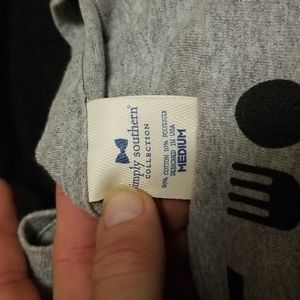 simply southern®
COLLECTION
90% COTTON 10% POLYESTER
DESIGNED IN USA
MEDIUM